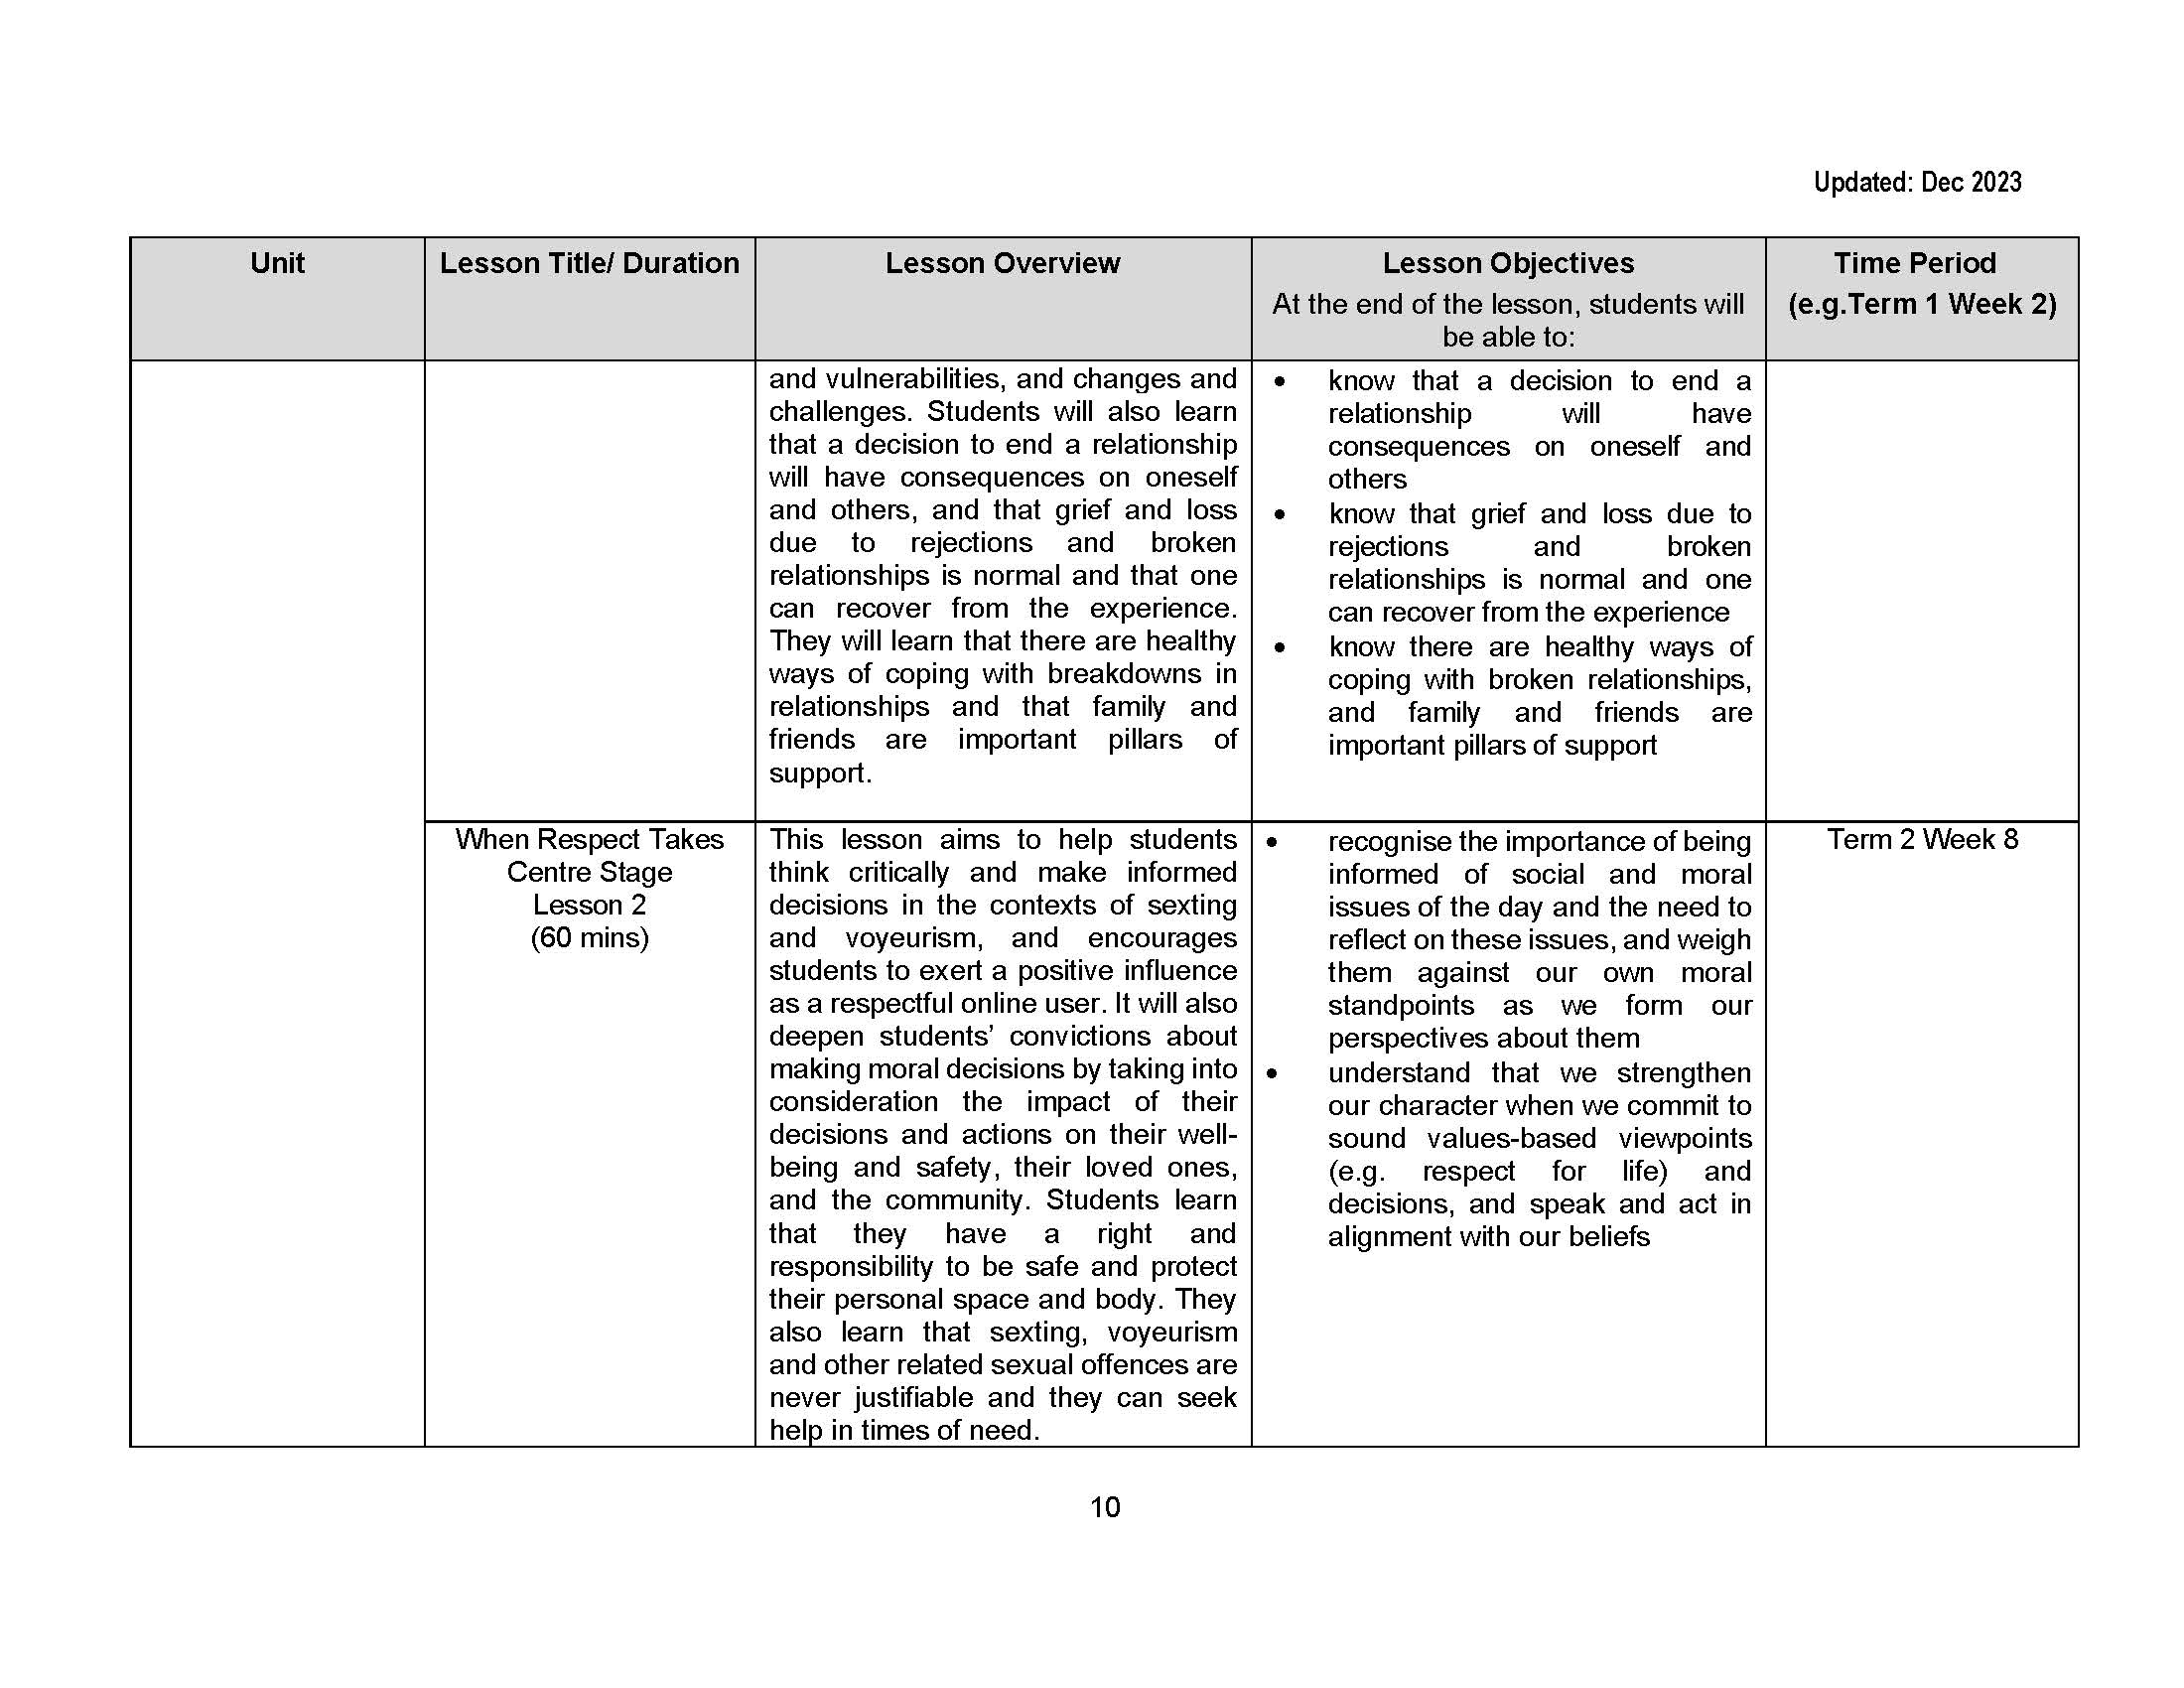 Updated: Dec 2023
Unit
Lesson Title/ Duration
Lesson Overview
Lesson Objectives
At the end of the lesson, students will
be able to:
Time Period
(e.g.Term 1 Week 2)
and vulnerabilities, and changes and
challenges. Students will also learn
that a decision to end a relationship
will have consequences on oneself
and others, and that grief and loss
due to rejections and broken
relationships is normal and that one
can recover from the experience.
They will learn that there are healthy
ways of coping with breakdowns in
relationships and that family and
friends are important pillars of
support.
• know that a decision to end a
relationship will have
consequences on oneself and
others
• know that grief and loss due to
rejections and broken
relationships is normal and one
can recover from the experience
• know there are healthy ways of
coping with broken relationships,
and family and friends are
important pillars of support
When Respect Takes
Centre Stage
Lesson 2
(60 mins)
This lesson aims to help students
think critically and make informed
decisions in the contexts of sexting
and voyeurism, and encourages
students to exert a positive influence
as a respectful online user. It will also
deepen students’ convictions about
making moral decisions by taking into
consideration the impact of their
decisions and actions on their well-
being and safety, their loved ones,
and the community. Students learn
that they have a right and
responsibility to be safe and protect
their personal space and body. They
also learn that sexting, voyeurism
and other related sexual offences are
never justifiable and they can seek
help in times of need.
• recognise the importance of being
informed of social and moral
issues of the day and the need to
reflect on these issues, and weigh
them against our own moral
standpoints as we form our
perspectives about them
• understand that we strengthen
our character when we commit to
sound values-based viewpoints
(e.g. respect for life) and
decisions, and speak and act in
alignment with our beliefs
Term 2 Week 8
10